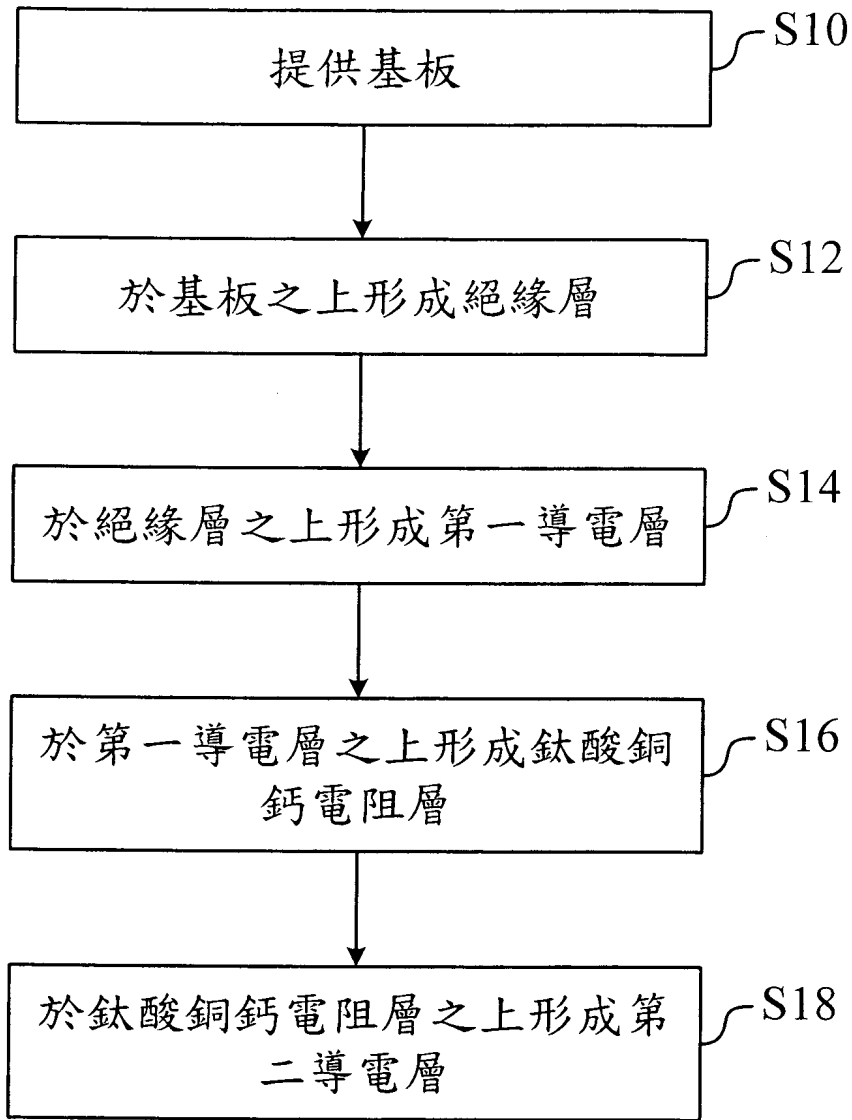 提供基板
S10
於基板之上形成絕緣層
S12
於絕緣層之上形成第一導電層
S14
於第一導電層之上形成鈦酸銅
鈣電阻層
S16
於鈦酸銅鈣電阻層之上形成第
二導電層
S18